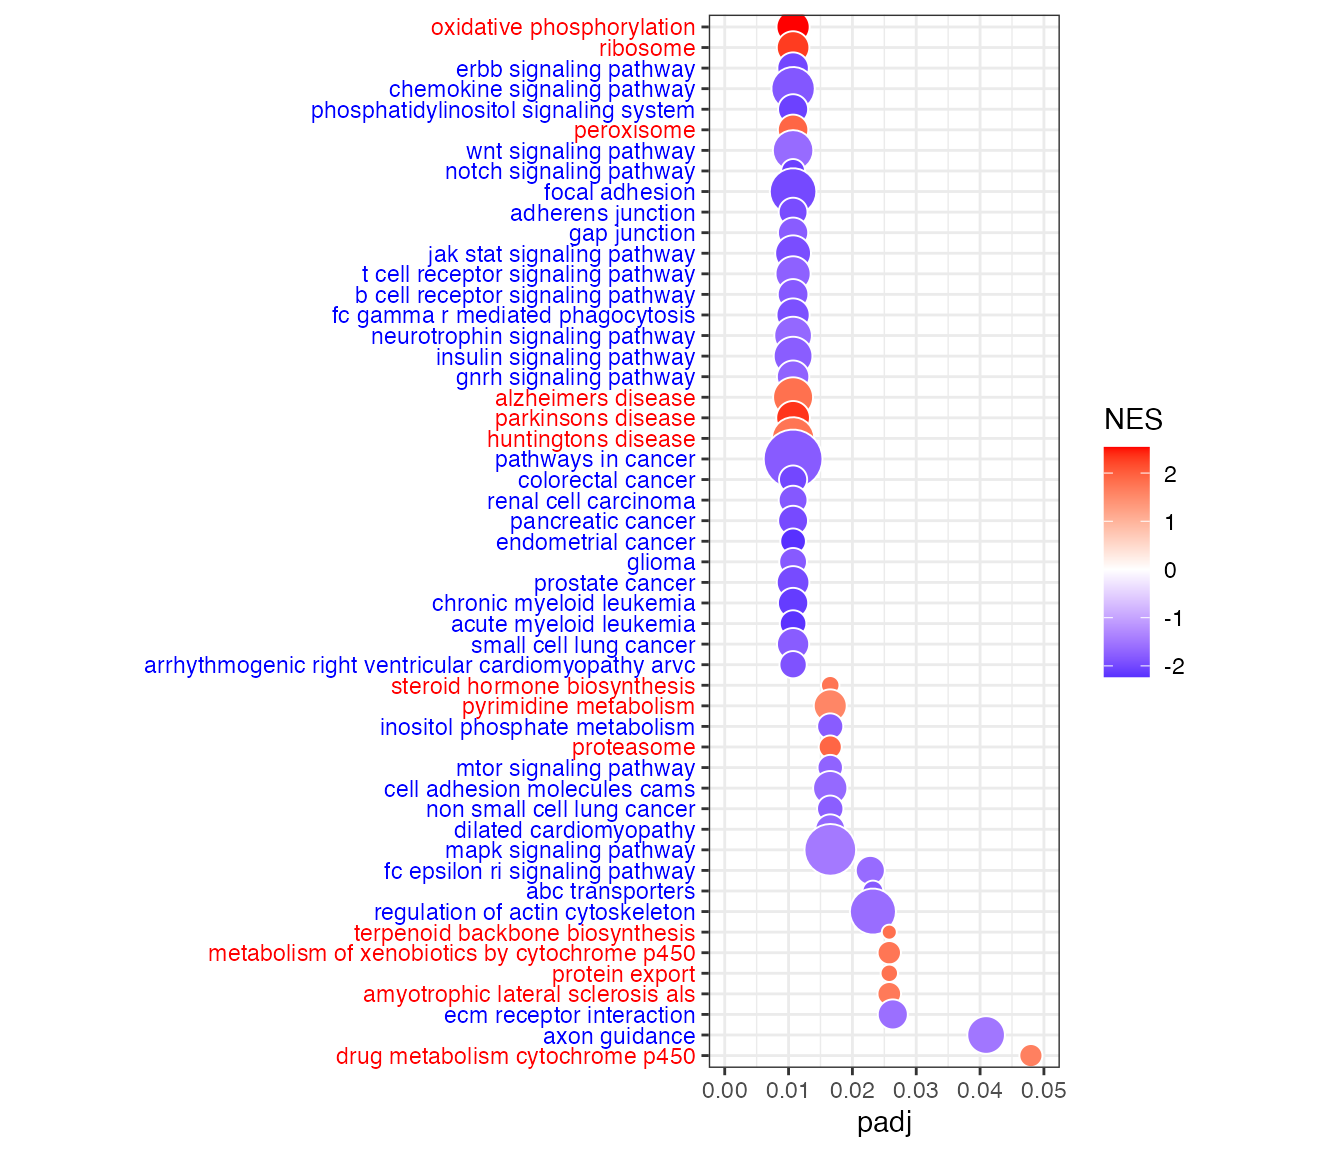 oxidative phosphorylation
ribosome
erbb signaling pathway
chemokine signaling pathway
phosphatidylinositol signaling system
peroxisome
wnt signaling pathway
notch signaling pathway
focal adhesion
adherens junction
gap junction
jak stat signaling pathway
t cell receptor signaling pathway
b cell receptor signaling pathway
fc gamma r mediated phagocytosis
neurotrophin signaling pathway
insulin signaling pathway
gnrh signaling pathway
alzheimers disease
parkinsons disease
huntingtons disease
pathways in cancer
colorectal cancer
renal cell carcinoma
pancreatic cancer
endometrial cancer
glioma
prostate cancer
chronic myeloid leukemia
acute myeloid leukemia
small cell lung cancer
arrhythmogenic right ventricular cardiomyopathy arvc
steroid hormone biosynthesis
pyrimidine metabolism
inositol phosphate metabolism
proteasome
mtor signaling pathway
cell adhesion molecules cams
non small cell lung cancer
dilated cardiomyopathy
mapk signaling pathway
fc epsilon ri signaling pathway
abc transporters
regulation of actin cytoskeleton
terpenoid backbone biosynthesis
metabolism of xenobiotics by cytochrome p450
protein export
amyotrophic lateral sclerosis als
ecm receptor interaction
axon guidance
drug metabolism cytochrome p450
0.00 0.01 0.02 0.03 0.04 0.05
padj
NES
2
1
0
-1
-2